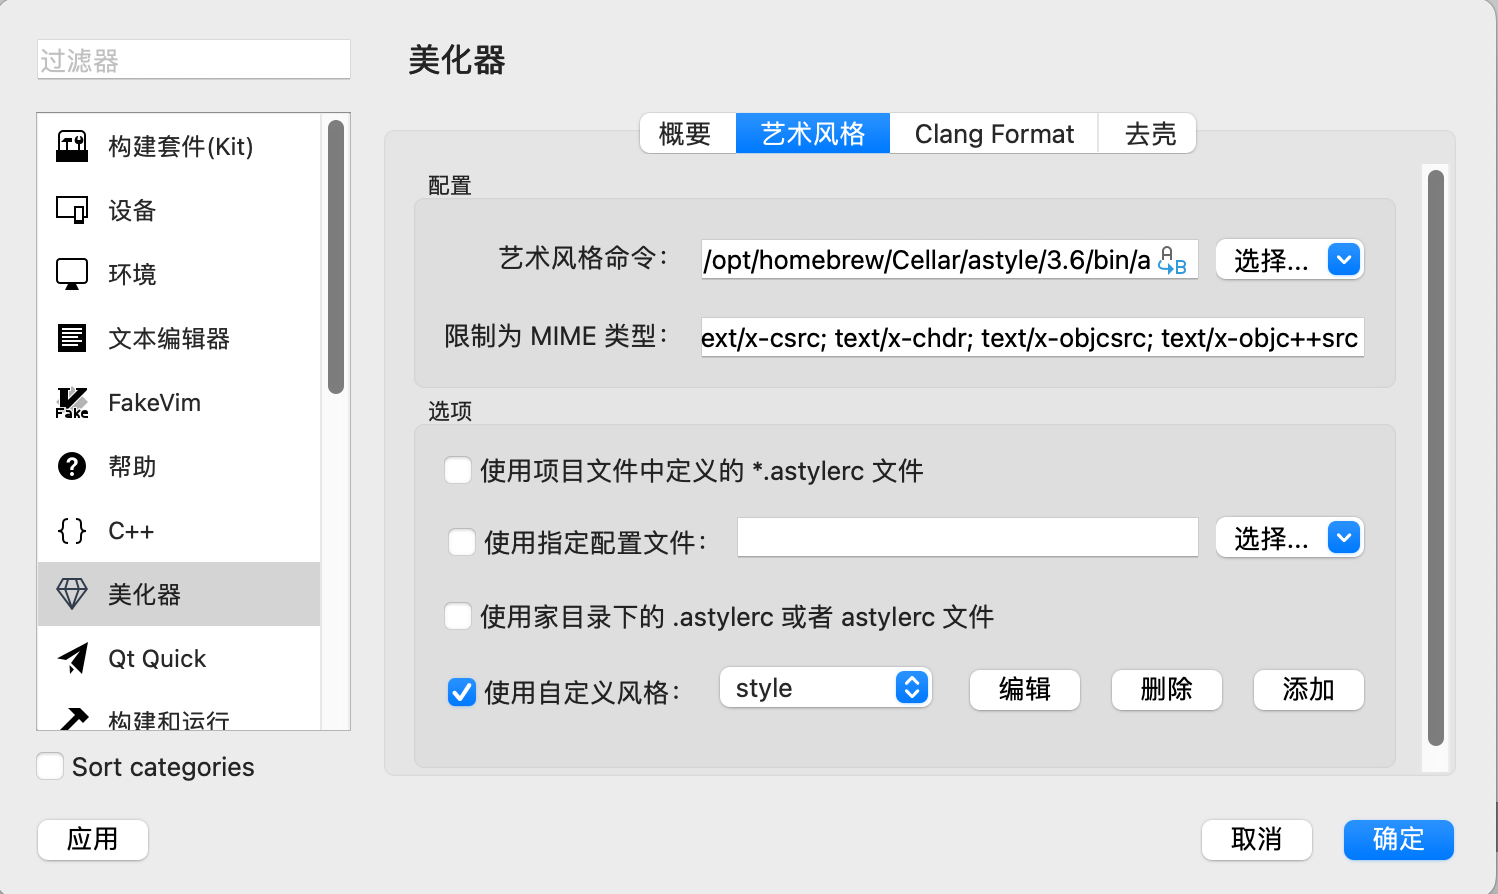 过滤器
构建套件(Kit)
设备
环境
文本编辑器
Fake
FakeVim
帮助
C++
美化器
Qt Quick
构建和运行
Sort categories
应用
美化器
概要
艺术风格
Clang Format
去壳
配置
艺术风格命令：
/opt/homebrew/Cellar/astyle/3.6/bin/a
选择...
限制为 MIME 类型：
ext/x-csrc; text/x-chdr; text/x-objcsrc; text/x-objc++src
选项
使用项目文件中定义的 *.astylerc 文件
使用指定配置文件：
选择...
使用家目录下的 .astylerc 或者 astylerc 文件
使用自定义风格：
style
编辑
删除
添加
取消
确定